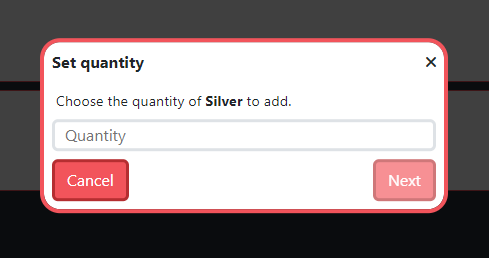 Set quantity ×
Choose the quantity of Silver to add.
Quantity
Cancel Next